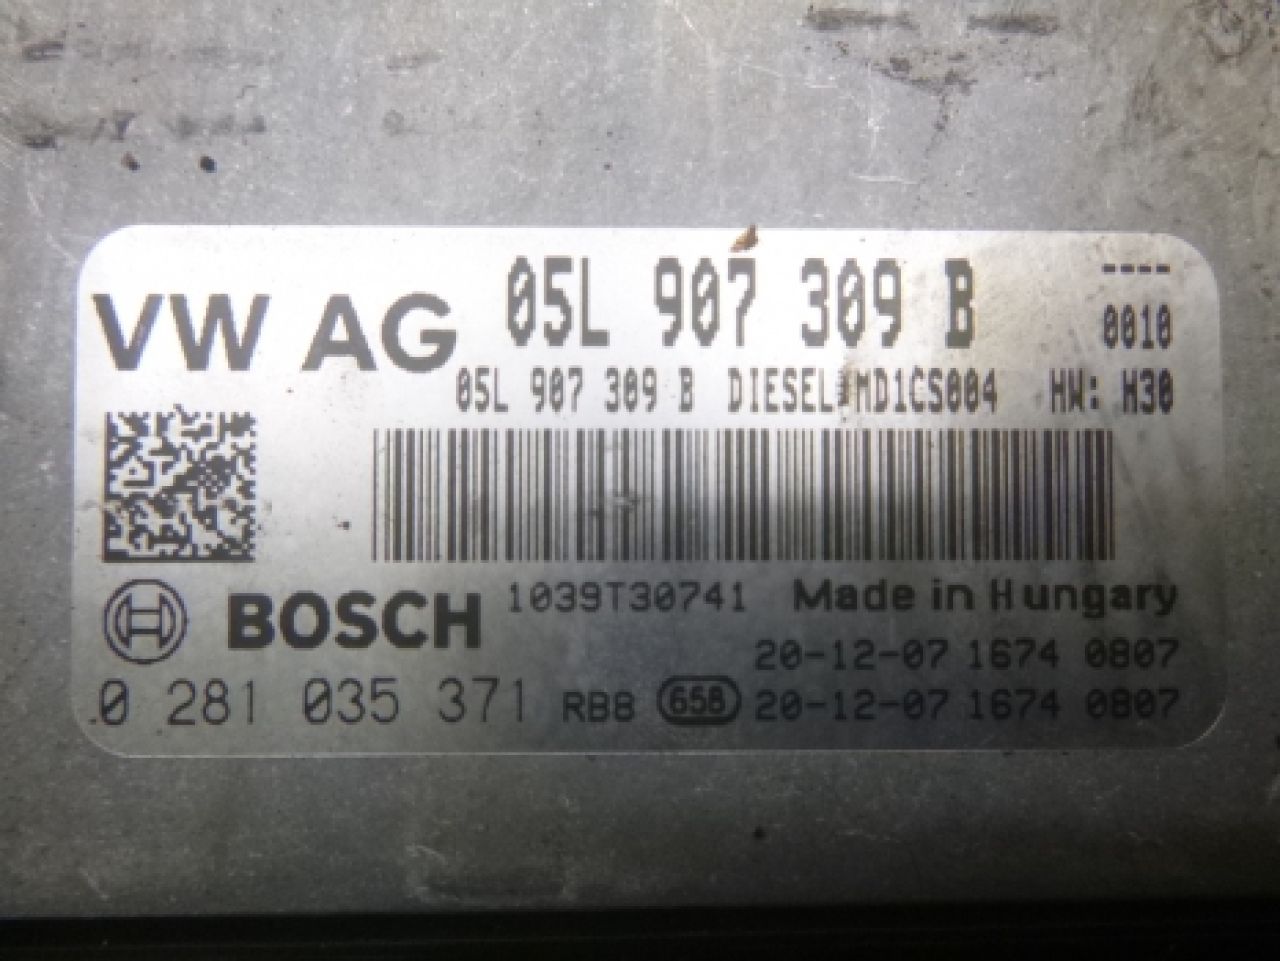 VW AG 05L 907 309 B ----
0010
05L 907 309 B DIESEL#MD1CS004 HW: H30
BOSCH 1039T30741 Made in Hungary
20-12-07 1674 0807
0 281 035 371 RB8 658 20-12-07 1674 0807